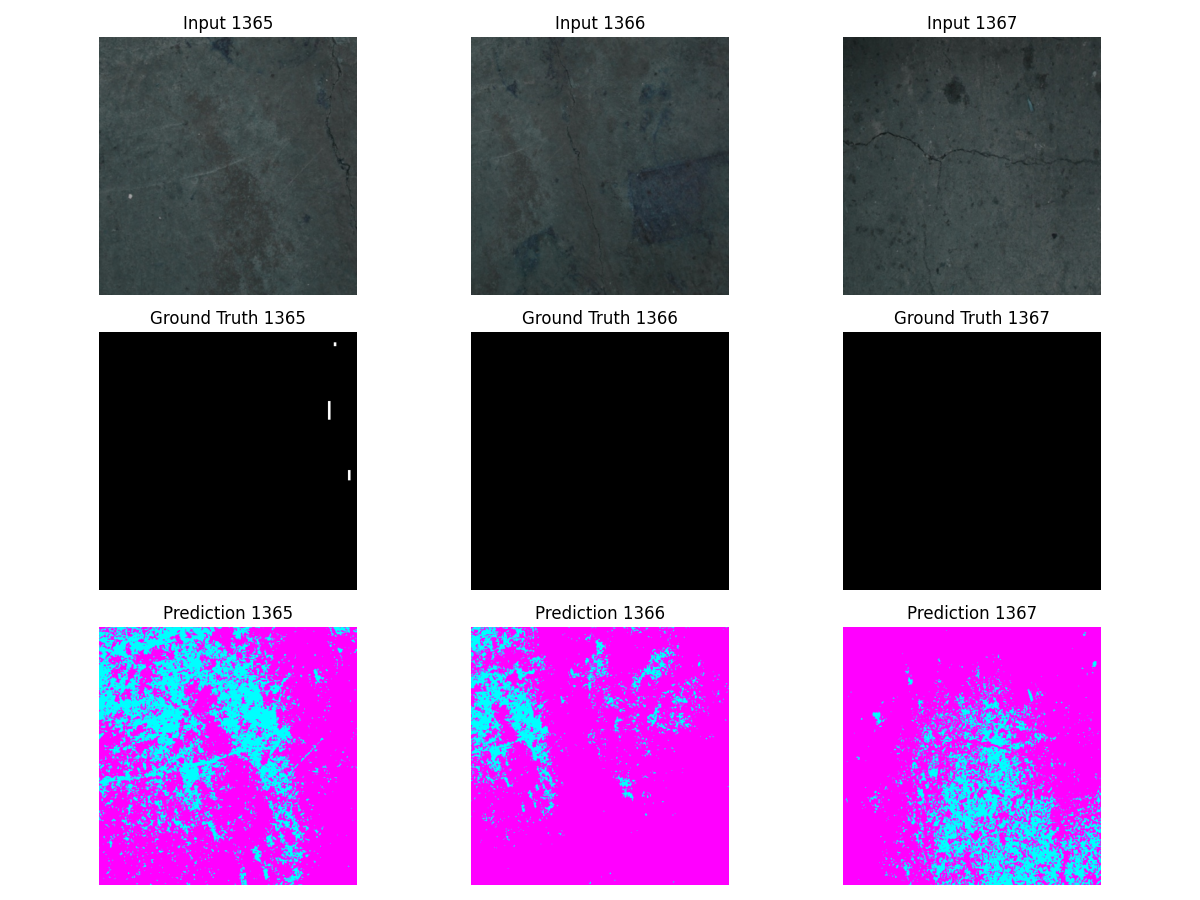 Input 1365
Input 1366
Input 1367
Ground Truth 1365
Ground Truth 1366
Ground Truth 1367
Prediction 1365
Prediction 1366
Prediction 1367